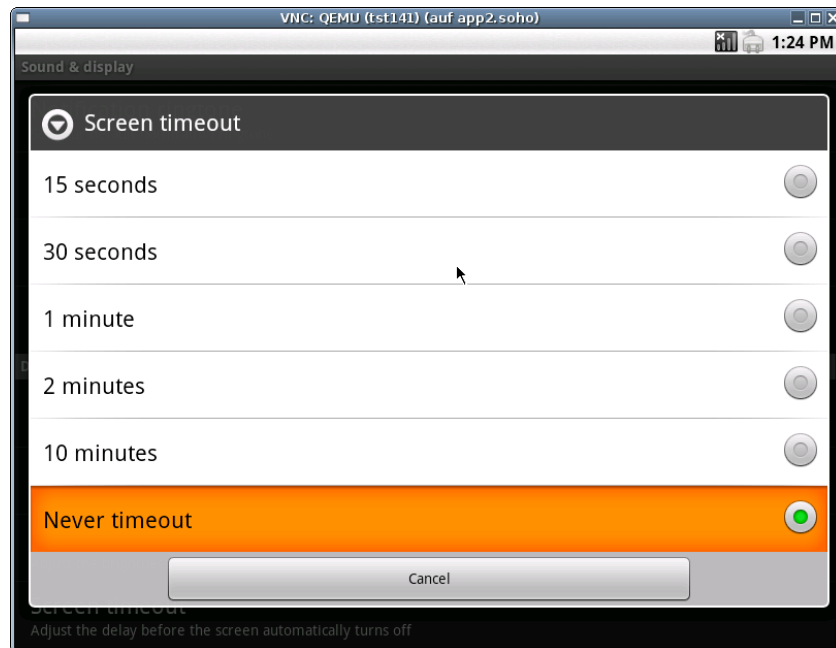 VNC: QEMU (tst141) (auf app2.soho)
1:24 PM
Sound & display
Screen timeout
15 seconds
30 seconds
1 minute
2 minutes
10 minutes
Never timeout
Cancel
Screen timeout
Adjust the delay before the screen automatically turns off